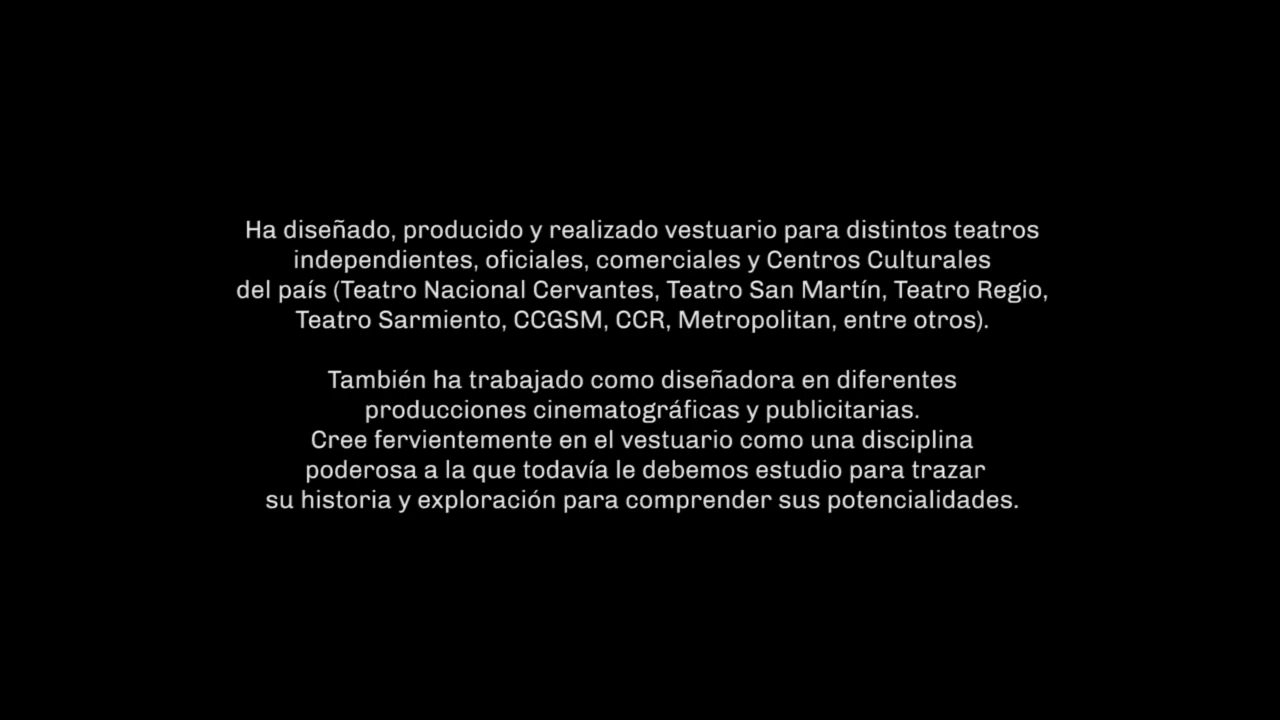 Ha diseñado, producido y realizado vestuario para distintos teatros
independientes, oficiales, comerciales y Centros Culturales
del país (Teatro Nacional Cervantes, Teatro San Martín, Teatro Regio,
Teatro Sarmiento, CCGSM, CCR, Metropolitan, entre otros).
También ha trabajado como diseñadora en diferentes
producciones cinematográficas y publicitarias.
Cree fervientemente en el vestuario como una disciplina
poderosa a la que todavía le debemos estudio para trazar
su historia y exploración para comprender sus potencialidades.